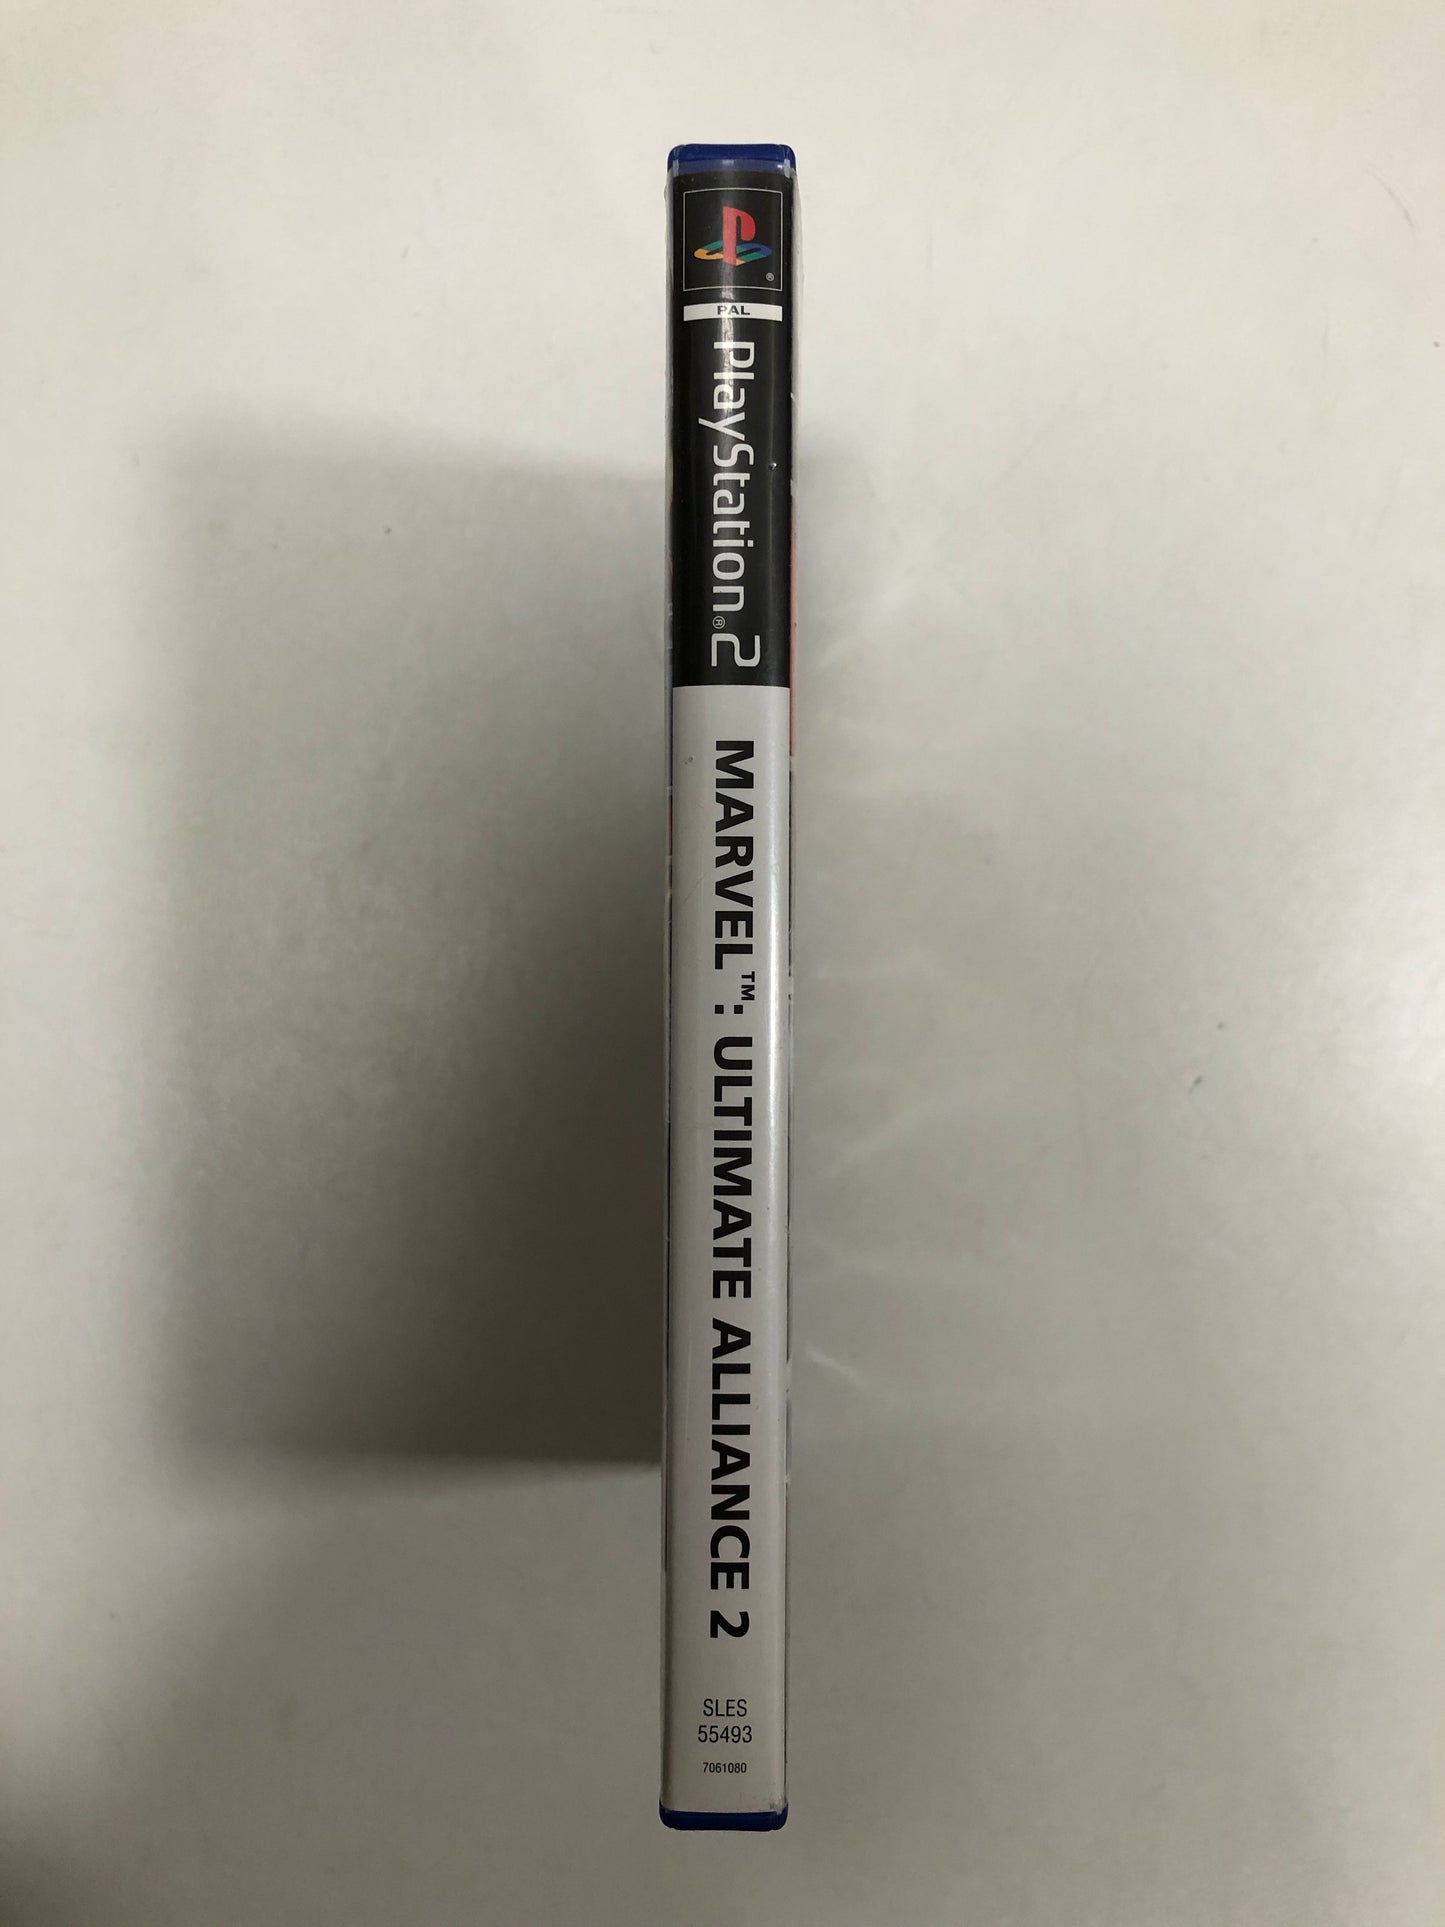 ®
PAL
PlayStation®2
MARVEL™: ULTIMATE ALLIANCE 2
SLES
55493
7061080